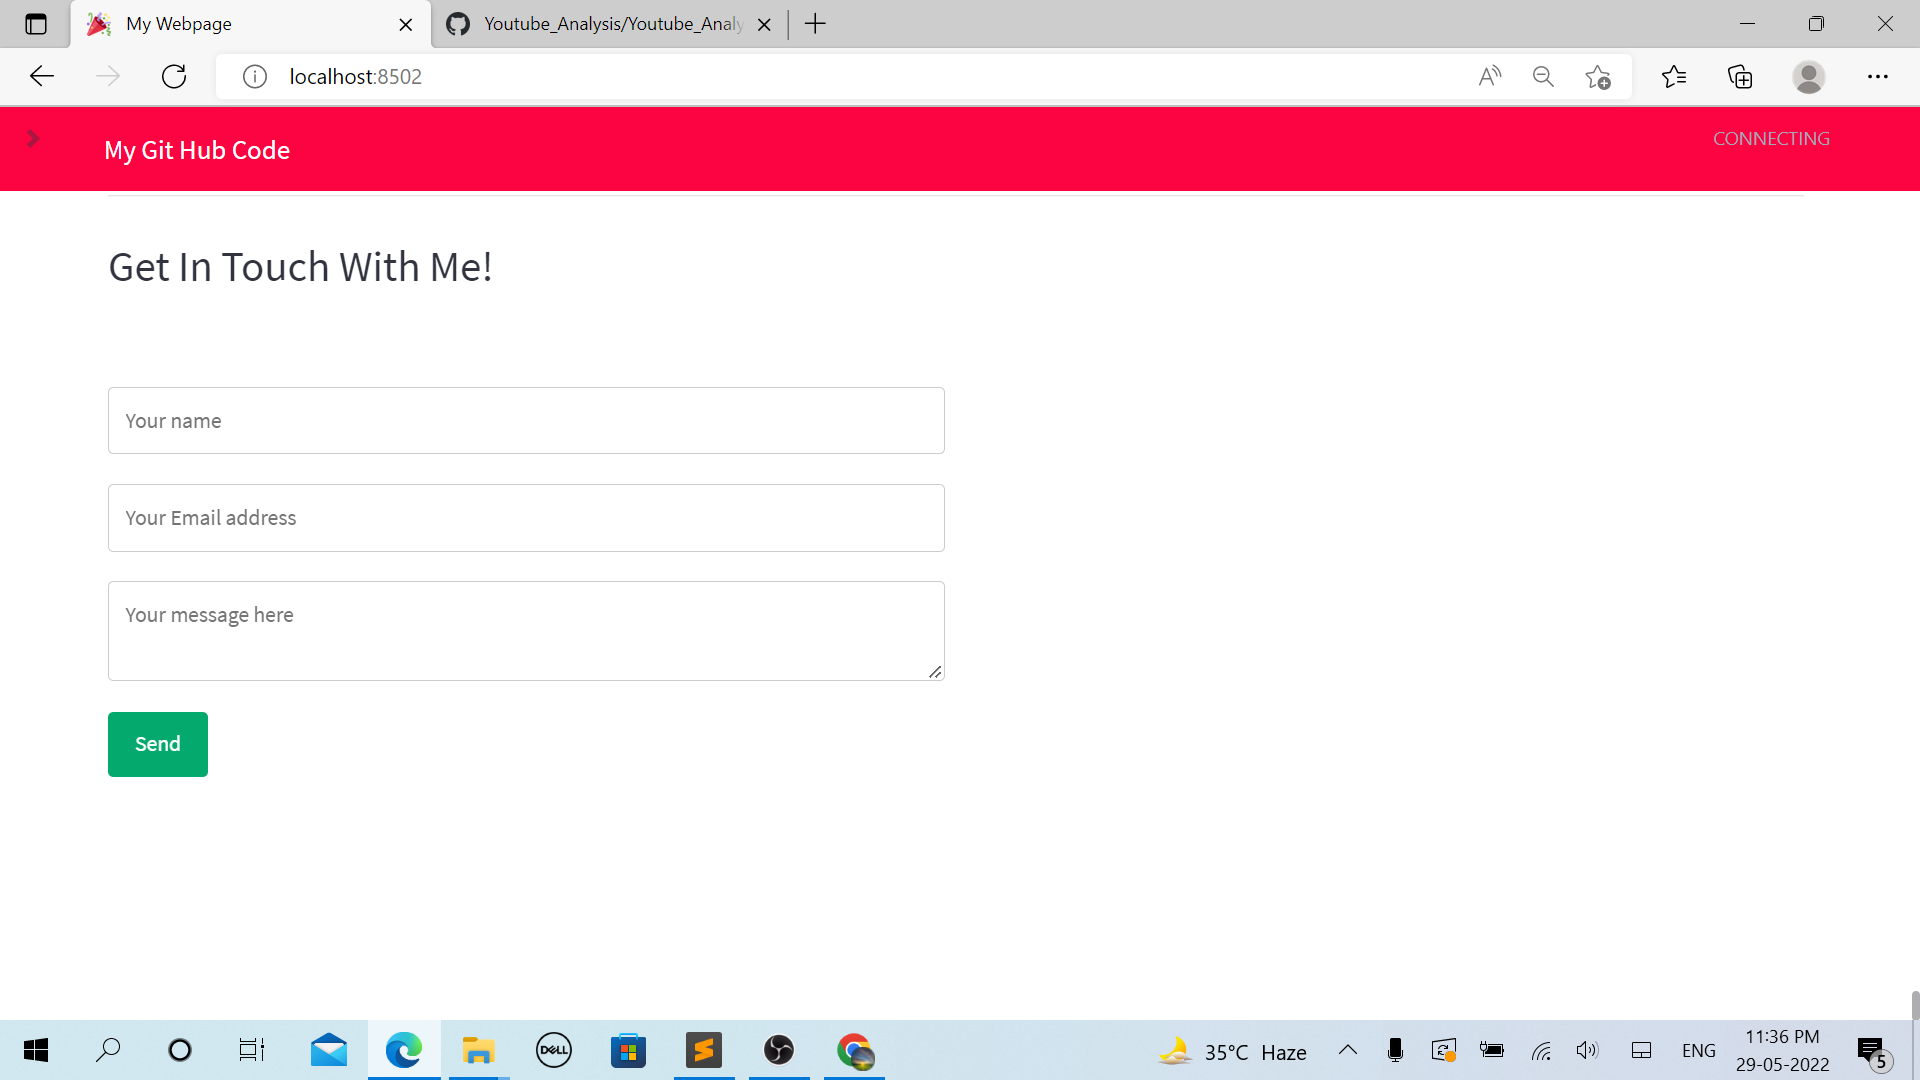 My Webpage
Youtube_Analysis/Youtube_Analy
localhost:8502
My Git Hub Code
CONNECTING
Get In Touch With Me!
Your name
Your Email address
Your message here
Send
DELL
35°C Haze
ENG
11:36 PM
29-05-2022
5